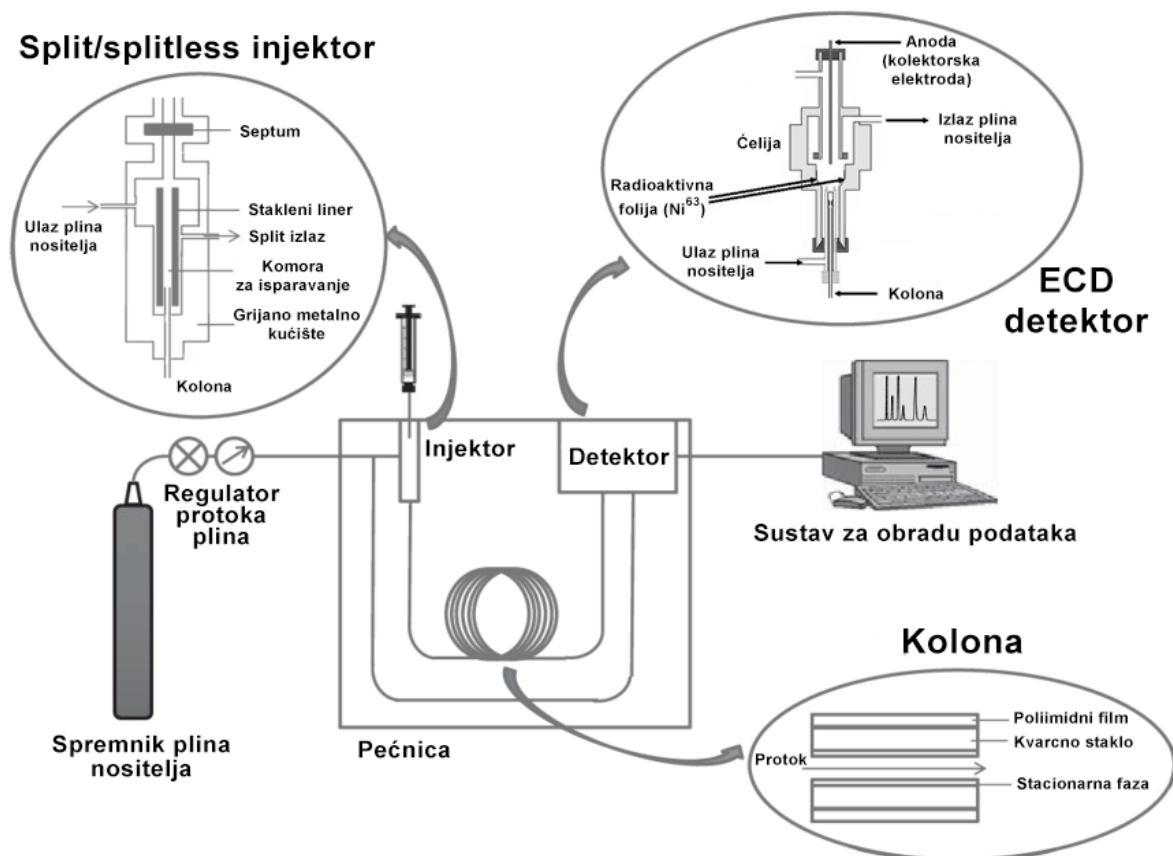 Split/splitless injektor
Septum
Ulaz plina
nositelja
Stakleni liner
Split izlaz
Komora
za isparavanje
Grijano metalno
kućište
Kolona
Anoda
(kolektorska
elektroda)
Izlaz plina
nositelja
Ćelija
Radioaktivna
folija (Ni63)
Ulaz plina
nositelja
Kolona
ECD
detektor
Injektor
Detektor
Regulator
protoka
plina
Sustav za obradu podataka
Spremnik plina
nositelja
Pećnica
Kolona
Poliimidni film
Kvarcno staklo
Protok
Stacionarna faza